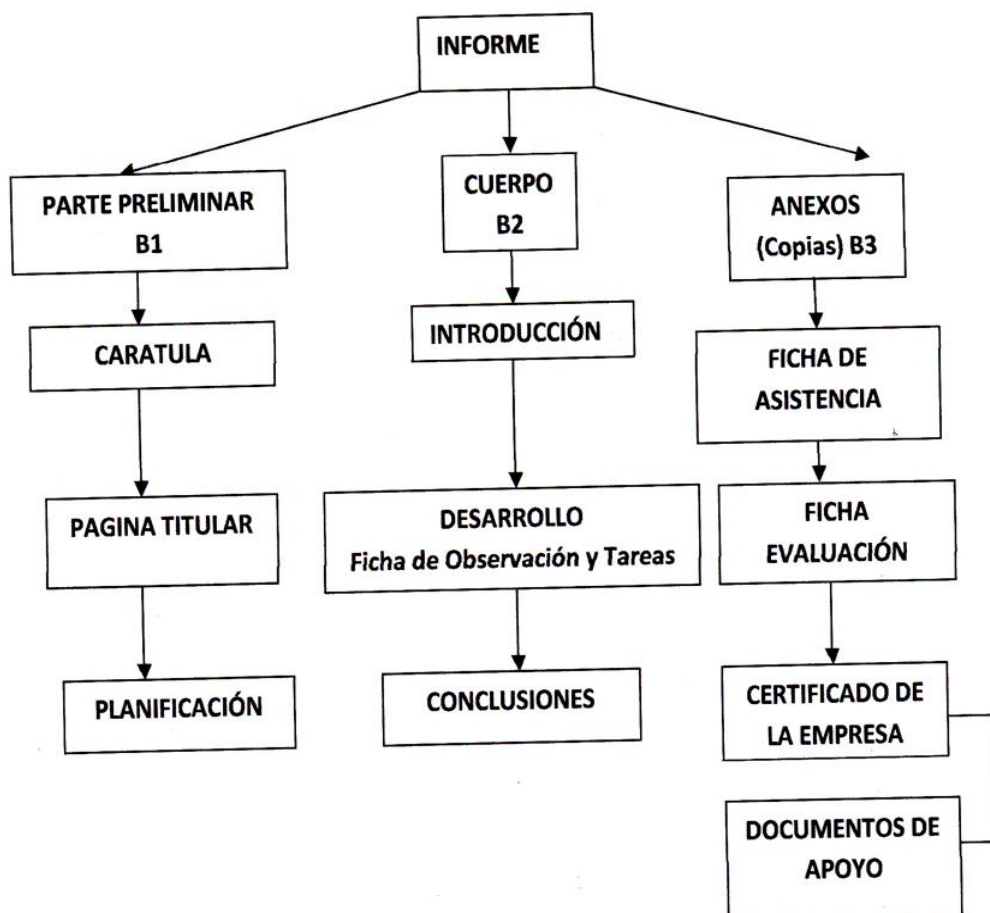 INFORME
PARTE PRELIMINAR
B1
CUERPO
B2
ANEXOS
(Copias) B3
CARATULA
INTRODUCCIÓN
FICHA DE
ASISTENCIA
PAGINA TITULAR
DESARROLLO
Ficha de Observación y Tareas
FICHA
EVALUACIÓN
PLANIFICACIÓN
CONCLUSIONES
CERTIFICADO DE
LA EMPRESA
DOCUMENTOS DE
APOYO